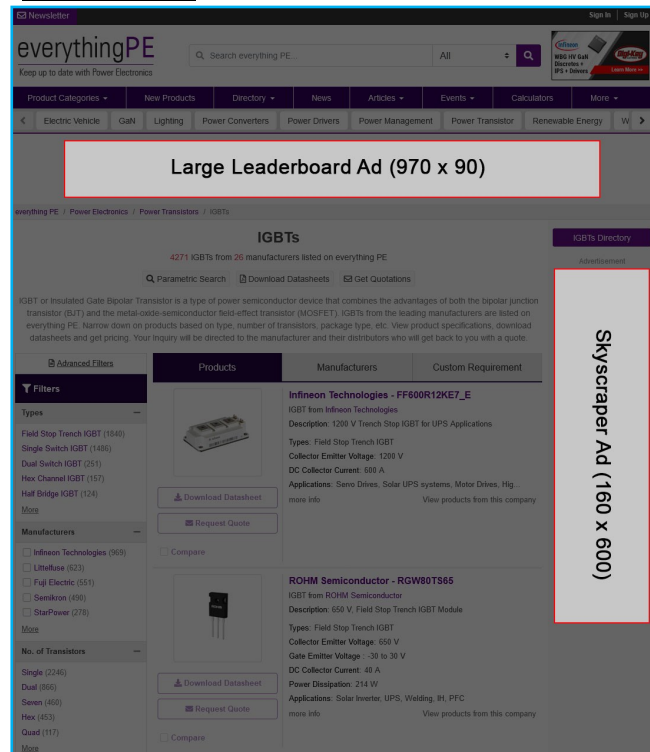 Newsletter
Sign In | Sign Up
everythingPE
Keep up to date with Power Electronics
Search everything PE...
All
Infineon
WBG HV GaN
Discretes +
IPS + Drivers
Digi-Key
Learn More >>
Product Categories
New Products
Directory
News
Articles
Events
Calculators
More
Electric Vehicle
GaN
Lighting
Power Converters
Power Drivers
Power Management
Power Transistor
Renewable Energy
W
Large Leaderboard Ad (970 x 90)
everything PE / Power Electronics / Power Transistors / IGBTs
IGBTs
4271 IGBTs from 26 manufacturers listed on everything PE
Parametric Search
Download Datasheets
Get Quotations
IGBTs Directory
Advertisement
Skyscraper Ad (160 x 600)
IGBT or Insulated Gate Bipolar Transistor is a type of power semiconductor device that combines the advantages of both the bipolar junction
transistor (BJT) and the metal-oxide-semiconductor field-effect transistor (MOSFET). IGBTs from the leading manufacturers are listed on
everything PE. Narrow down on products based on type, number of transistors, package type, etc. View product specifications, download
datasheets and get pricing. Your Inquiry will be directed to the manufacturer and their distributors who will get back to you with a quote.
Advanced Filters
Filters
Types
Field Stop Trench IGBT (1840)
Single Switch IGBT (1486)
Dual Switch IGBT (251)
Hex Channel IGBT (157)
Half Bridge IGBT (124)
More
Manufacturers
Infineon Technologies (969)
Littelfuse (623)
Fuji Electric (551)
Semikron (490)
StarPower (278)
More
No. of Transistors
Single (2246)
Dual (866)
Seven (460)
Hex (453)
Quad (117)
More
Products
Manufacturers
Custom Requirement
Infineon Technologies - FF600R12KE7_E
IGBT from Infineon Technologies
Description: 1200 V Trench Stop IGBT for UPS Applications
Types: Field Stop Trench IGBT
Collector Emitter Voltage: 1200 V
DC Collector Current: 600 A
Applications: Servo Drives, Solar UPS systems, Motor Drives, Hig...
more info
View products from this company
Download Datasheet
Request Quote
Compare
ROHM Semiconductor - RGW80TS65
IGBT from ROHM Semiconductor
Description: 650 V, Field Stop Trench IGBT Module
Types: Field Stop Trench IGBT
Collector Emitter Voltage: 650 V
Gate Emitter Voltage : -30 to 30 V
DC Collector Current: 40 A
Power Dissipation: 214 W
Applications: Solar Inverter, UPS, Welding, IH, PFC
more info
View products from this company
Download Datasheet
Request Quote
Compare